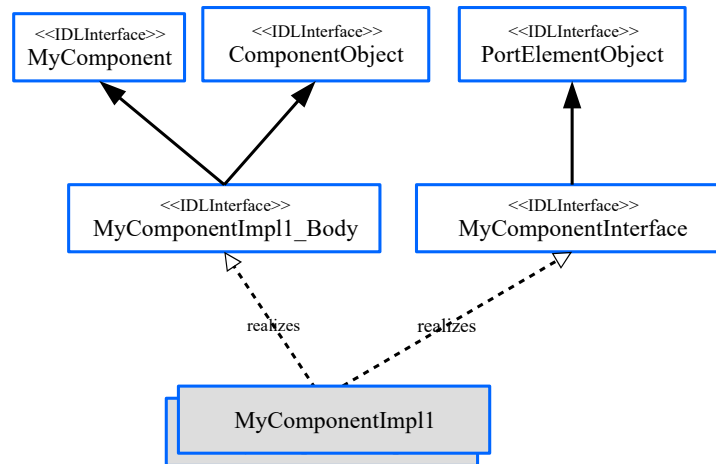 <<IDLInterface>>
MyComponent
<<IDLInterface>>
ComponentObject
<<IDLInterface>>
PortElementObject
<<IDLInterface>>
MyComponentImpl1_Body
<<IDLInterface>>
MyComponentInterface
realizes
realizes
MyComponentImpl1